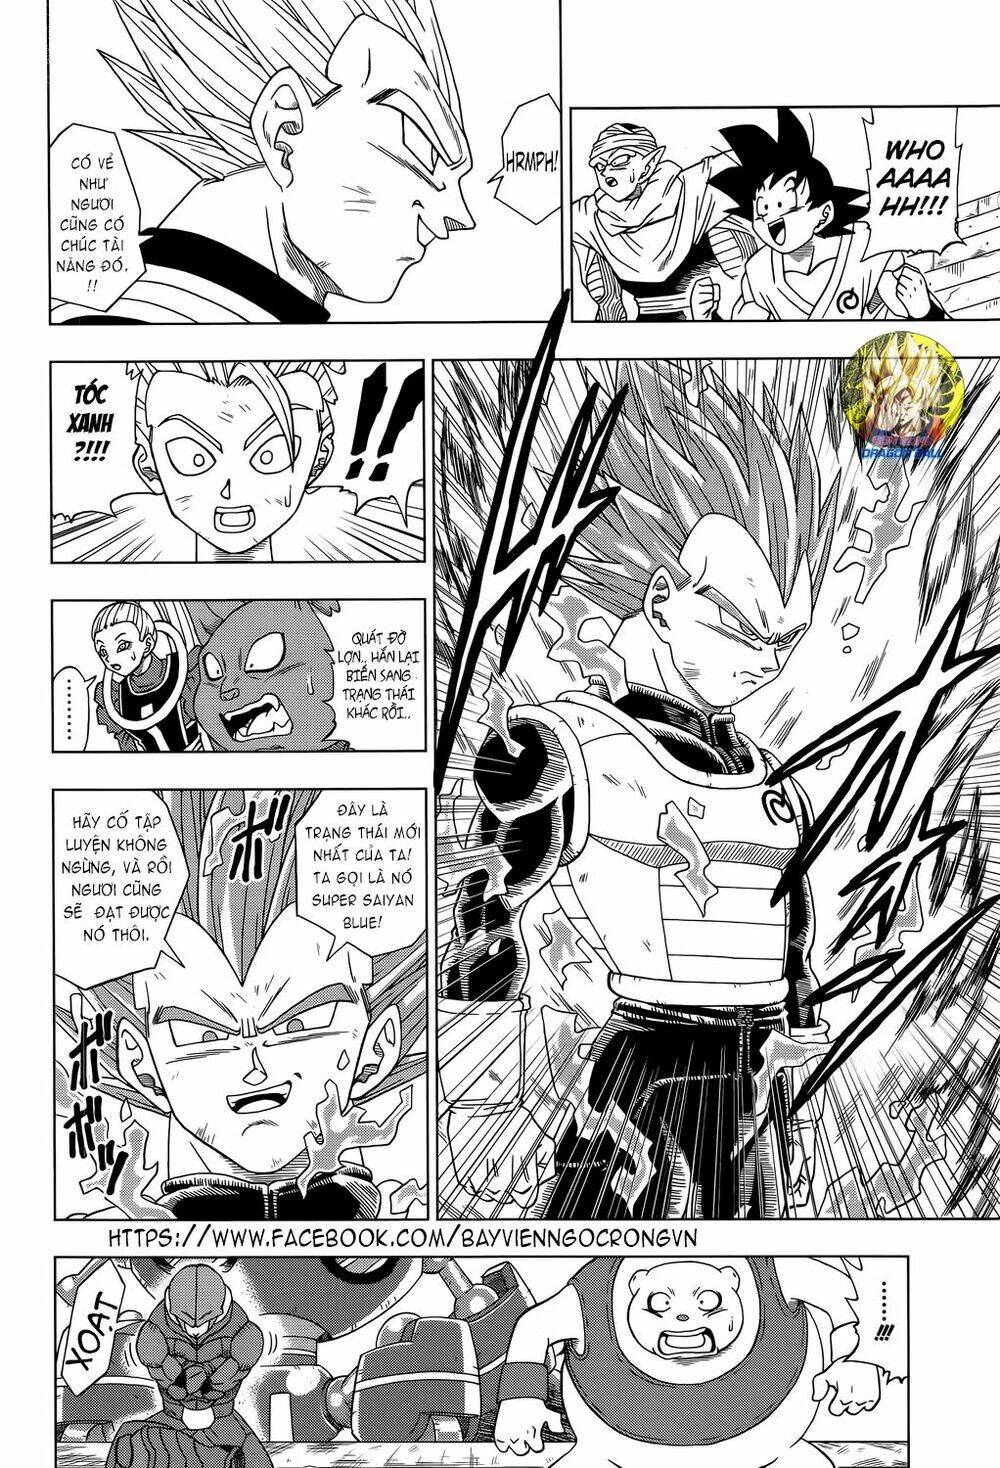 WHO
AAAA
HH!!!
HRMPH!
CÓ VẺ
NHƯ
NGƯƠI
CŨNG CÓ
CHÚC TÀI
NĂNG ĐÓ.
!!
TÓC
XANH
?!!!
!!
QUÁT ĐỜ
LỢN.. HẮN LẠI
BIẾN SANG
TRẠNG THÁI
KHÁC RỒI..
.........
ĐÂY LÀ
TRẠNG THÁI MỚI
NHẤT CỦA TA!
TA GỌI LÀ NÓ
SUPER SAIYAN
BLUE!
HÃY CỐ TẬP
LUYỆN KHÔNG
NGỪNG, VÀ RỒI
NGƯƠI CŨNG
SẼ ĐẠT ĐƯỢC
NÓ THÔI.
HTTPS://WWW.FACEBOOK.COM/BAYVIENNGOCRONGVN
.......!!!
XOẠT
DRAGON BALL